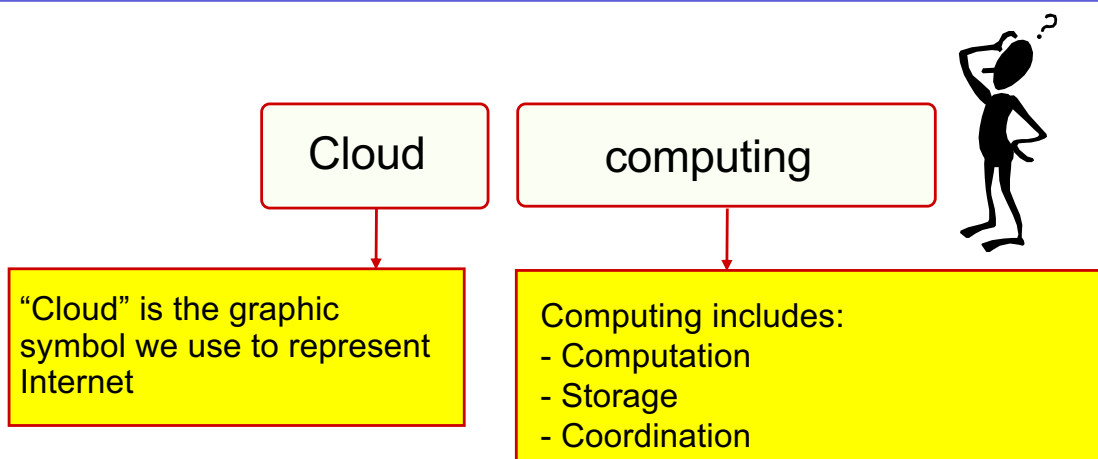 ?
Cloud
computing
“Cloud” is the graphic
symbol we use to represent
Internet
Computing includes:
- Computation
- Storage
- Coordination